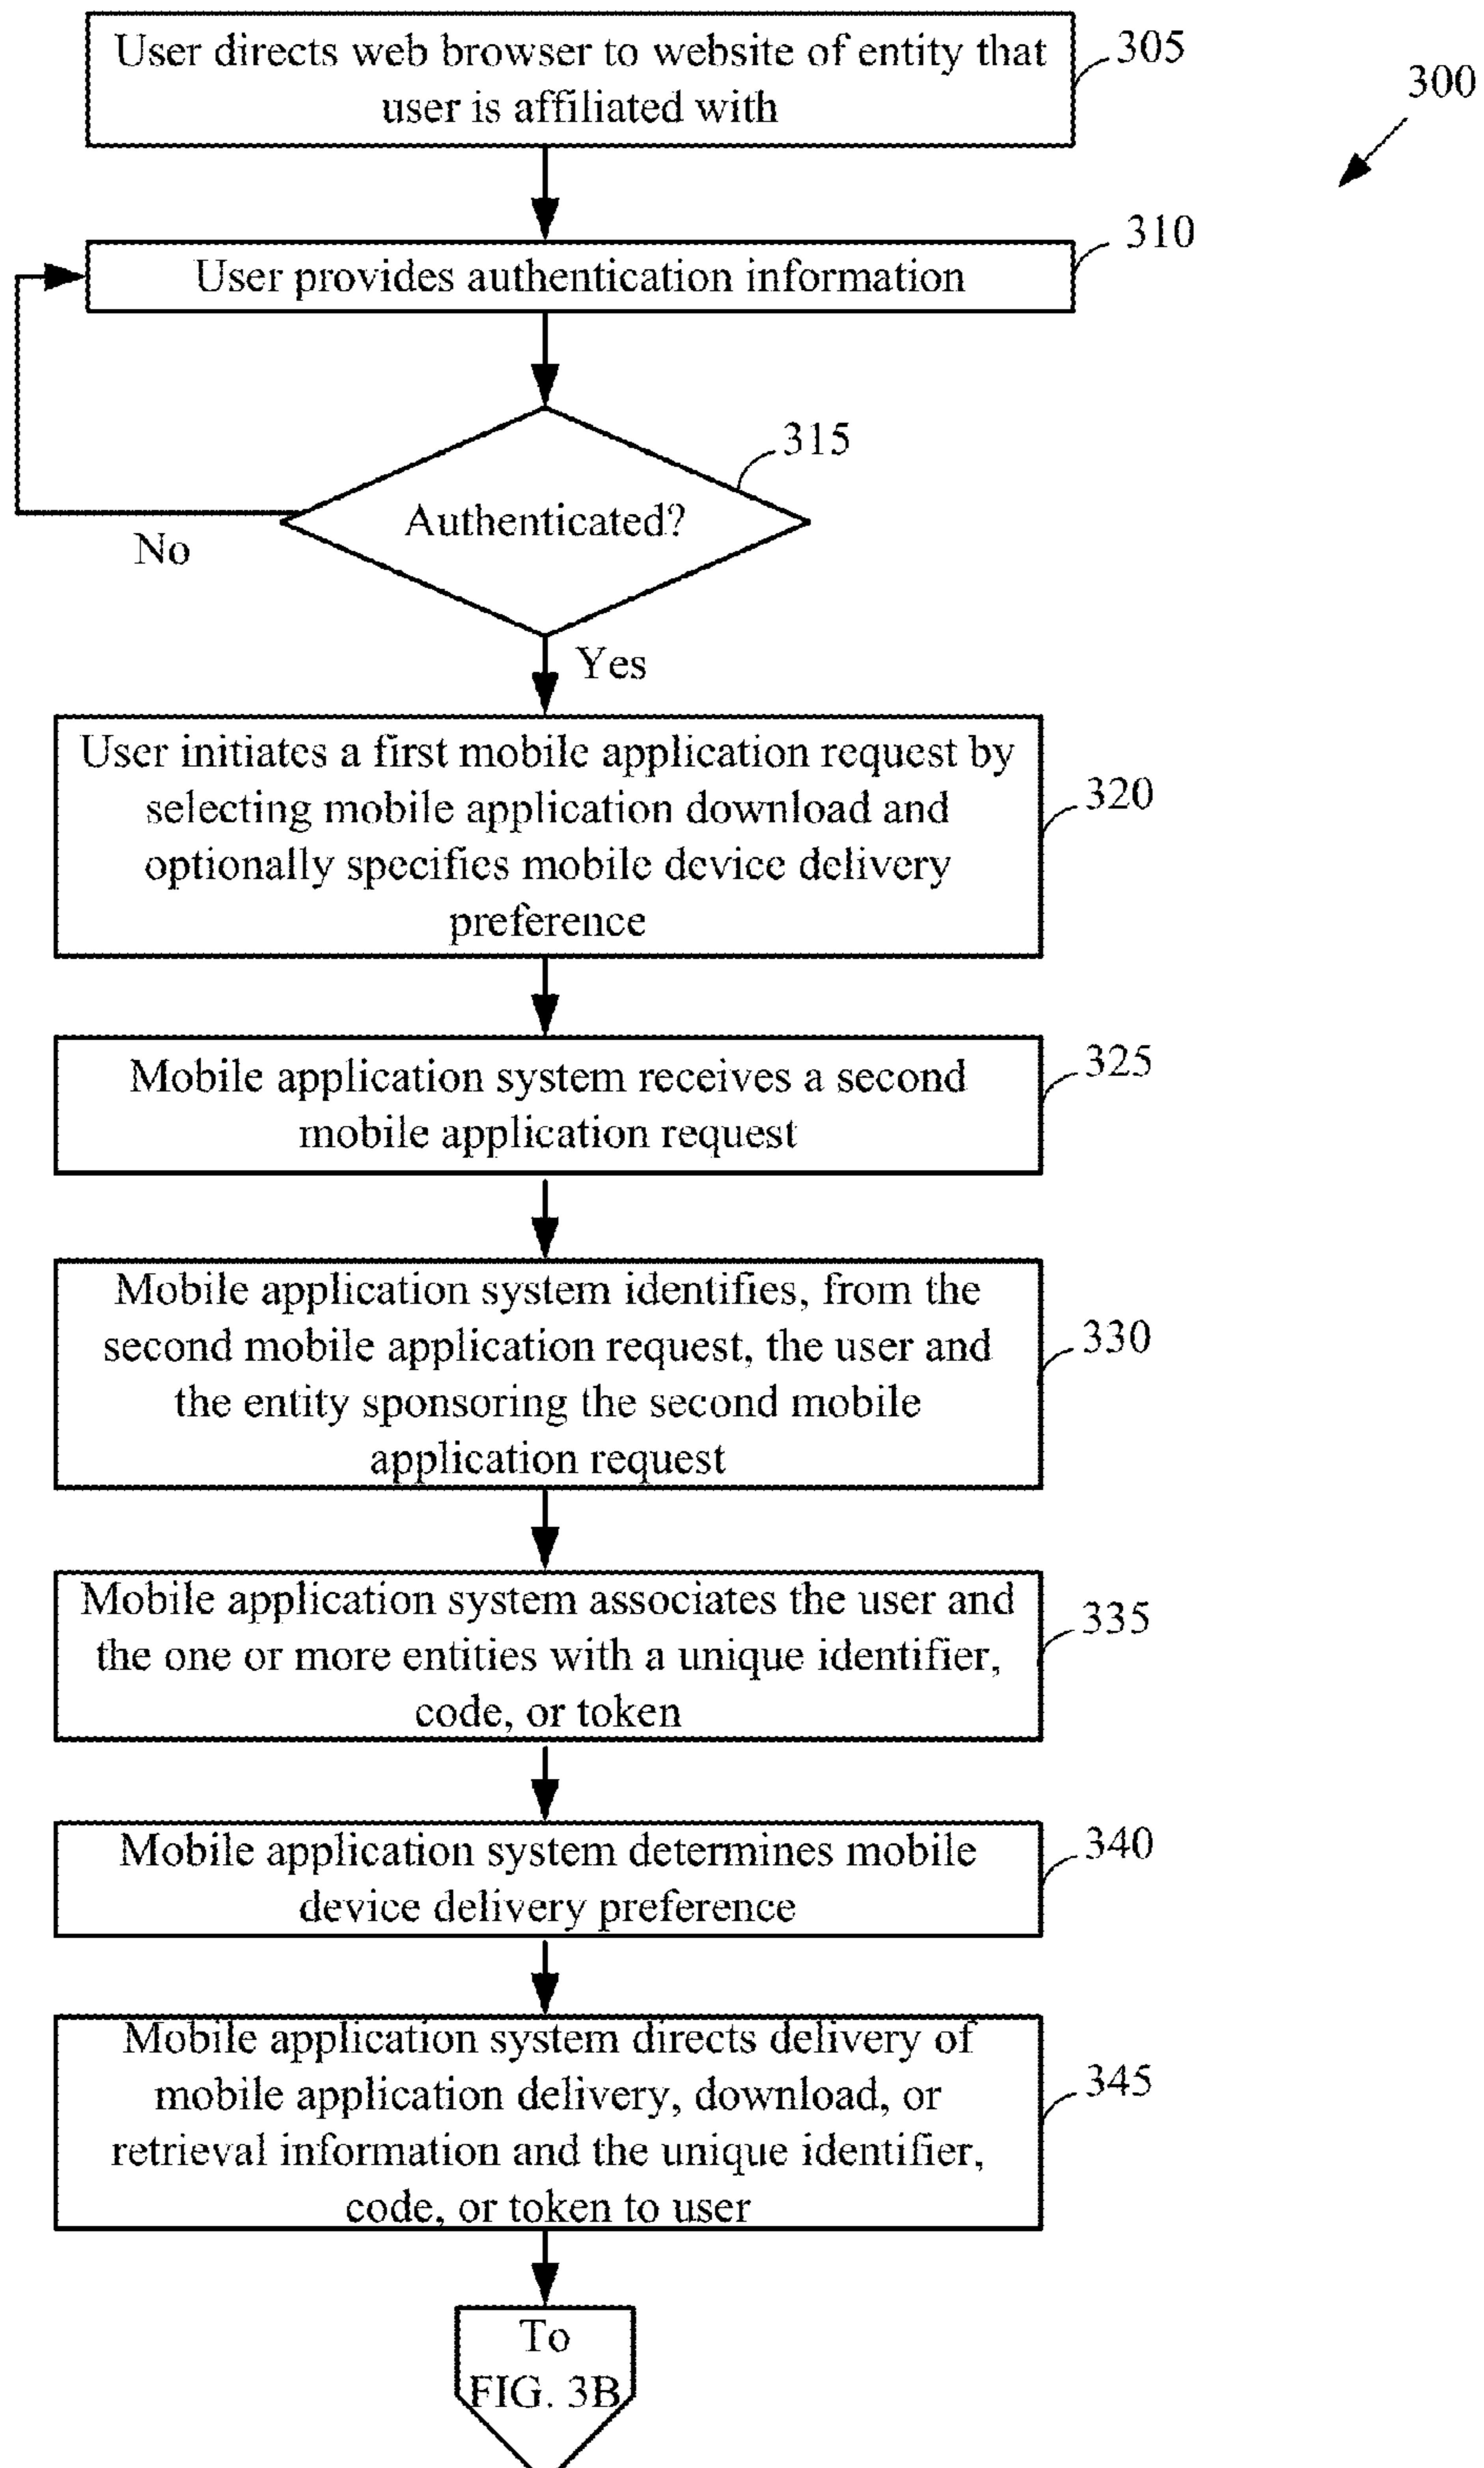 User directs web browser to website of entity that
user is affiliated with
305
300
User provides authentication information
310
Authenticated?
315
No
Yes
User initiates a first mobile application request by
selecting mobile application download and
optionally specifies mobile device delivery
preference
320
Mobile application system receives a second
mobile application request
325
Mobile application system identifies, from the
second mobile application request, the user and
the entity sponsoring the second mobile
application request
330
Mobile application system associates the user and
the one or more entities with a unique identifier,
code, or token
335
Mobile application system determines mobile
device delivery preference
340
Mobile application system directs delivery of
mobile application delivery, download, or
retrieval information and the unique identifier,
code, or token to user
345
To
FIG. 3B